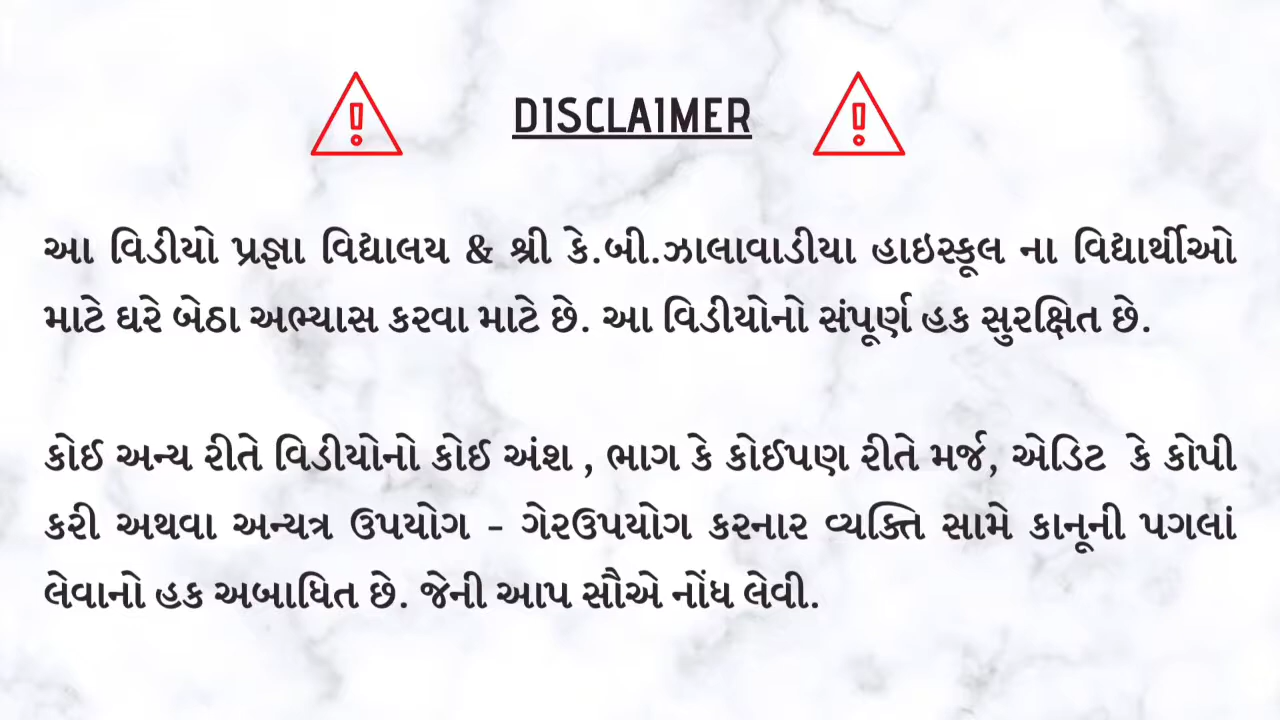 DISCLAIMER
આ વિડીયો પ્રજ્ઞા વિદ્યાલય & શ્રી કે.બી.ઝાલાવાડીયા હાઇસ્કૂલ ના વિદ્યાર્થીઓ
માટે ઘરે બેઠા અભ્યાસ કરવા માટે છે. આ વિડીયોનો સંપૂર્ણ હક સુરક્ષિત છે.
કોઈ અન્ય રીતે વિડીયોનો કોઈ અંશ , ભાગ કે કોઈપણ રીતે મર્જ, એડિટ કે કોપી
કરી અથવા અન્યત્ર ઉપયોગ - ગેરઉપયોગ કરનાર વ્યક્તિ સામે કાનૂની પગલાં
લેવાનો હક અબાધિત છે. જેની આપ સૌએ નોંધ લેવી.